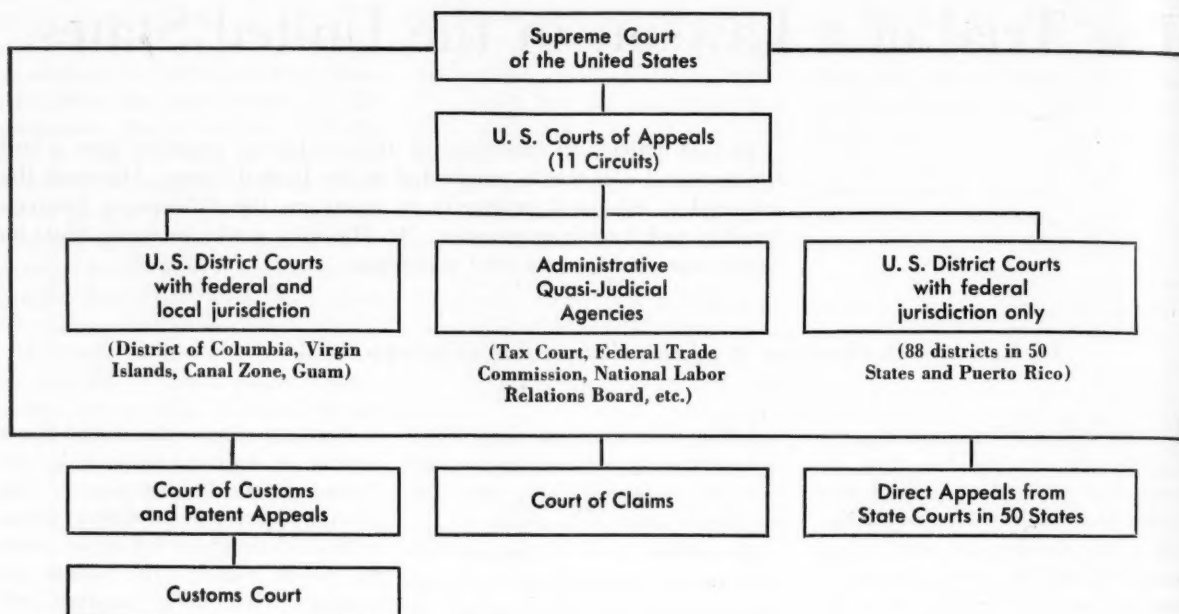 Supreme Court
of the United States
U. S. Courts of Appeals
(11 Circuits)
U. S. District Courts
with federal and
local jurisdiction
(District of Columbia, Virgin
Islands, Canal Zone, Guam)
Administrative
Quasi-Judicial
Agencies
(Tax Court, Federal Trade
Commission, National Labor
Relations Board, etc.)
U. S. District Courts
with federal
jurisdiction only
(88 districts in 50
States and Puerto Rico)
Court of Customs
and Patent Appeals
Court of Claims
Direct Appeals from
State Courts in 50 States
Customs Court